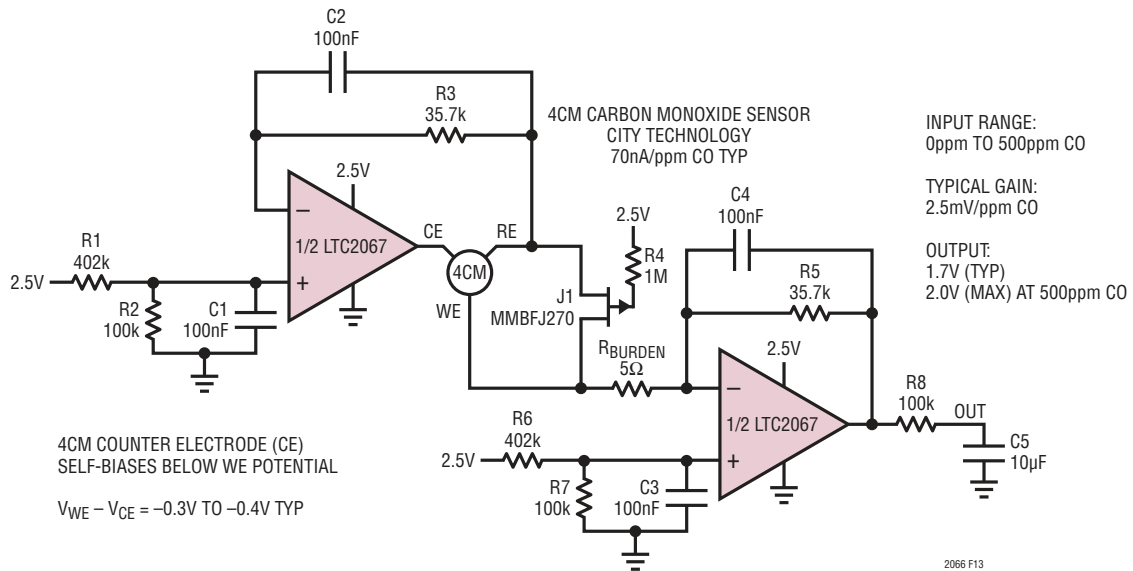 C2
100nF
R3
35.7k
4CM CARBON MONOXIDE SENSOR
CITY TECHNOLOGY
70nA/ppm CO TYP
INPUT RANGE:
0ppm TO 500ppm CO
TYPICAL GAIN:
2.5mV/ppm CO
OUTPUT:
1.7V (TYP)
2.0V (MAX) AT 500ppm CO
2.5V
–
1/2 LTC2067
+
CE
RE
4CM
WE
R1
402k
2.5V
R2
100k
C1
100nF
2.5V
R4
1M
J1
MMBFJ270
C4
100nF
R5
35.7k
RBURDEN
5Ω
2.5V
–
1/2 LTC2067
+
R8
100k
OUT
C5
10µF
R6
402k
2.5V
R7
100k
C3
100nF
4CM COUNTER ELECTRODE (CE)
SELF-BIASES BELOW WE POTENTIAL
VWE – VCE = –0.3V TO –0.4V TYP
2066 F13